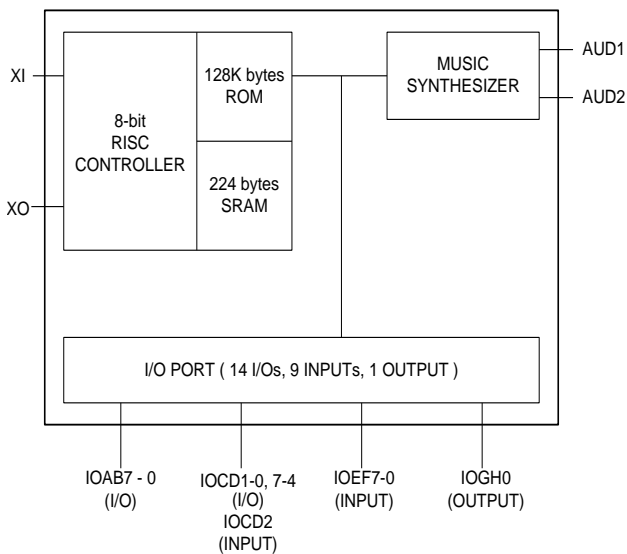 XI
XO
8-bit
RISC
CONTROLLER
128K bytes
ROM
224 bytes
SRAM
MUSIC
SYNTHESIZER
AUD1
AUD2
I/O PORT ( 14 I/Os, 9 INPUTs, 1 OUTPUT )
IOAB7 - 0
(I/O)
IOCD1-0, 7-4
(I/O)
IOCD2
(INPUT)
IOEF7-0
(INPUT)
IOGH0
(OUTPUT)